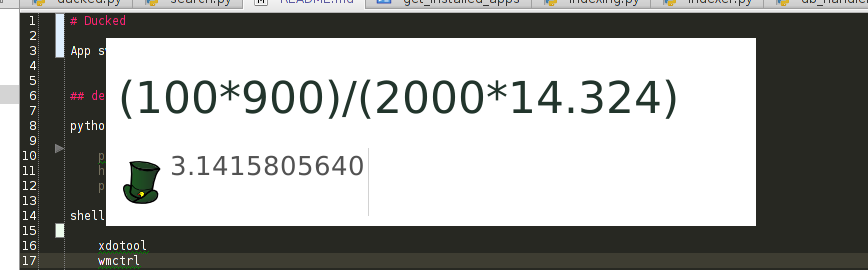 ducked.py search.py README.md get_installed_apps indexing.py indexer.py db_handler
1 # Ducked
2
3 App
4
5
6 ## de
7
8 pytho
9
10
11
12
13
14 shell
15
16 xdotool
17 wmctrl
(100*900)/(2000*14.324)
3.1415805640